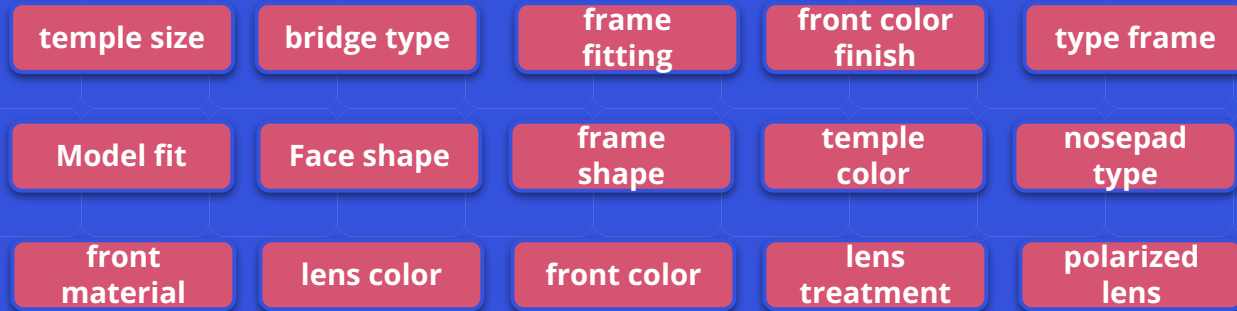 temple size
bridge type
frame
fitting
front color
finish
type frame
Model fit
Face shape
frame
shape
temple
color
nosepad
type
front
material
lens color
front color
lens
treatment
polarized
lens